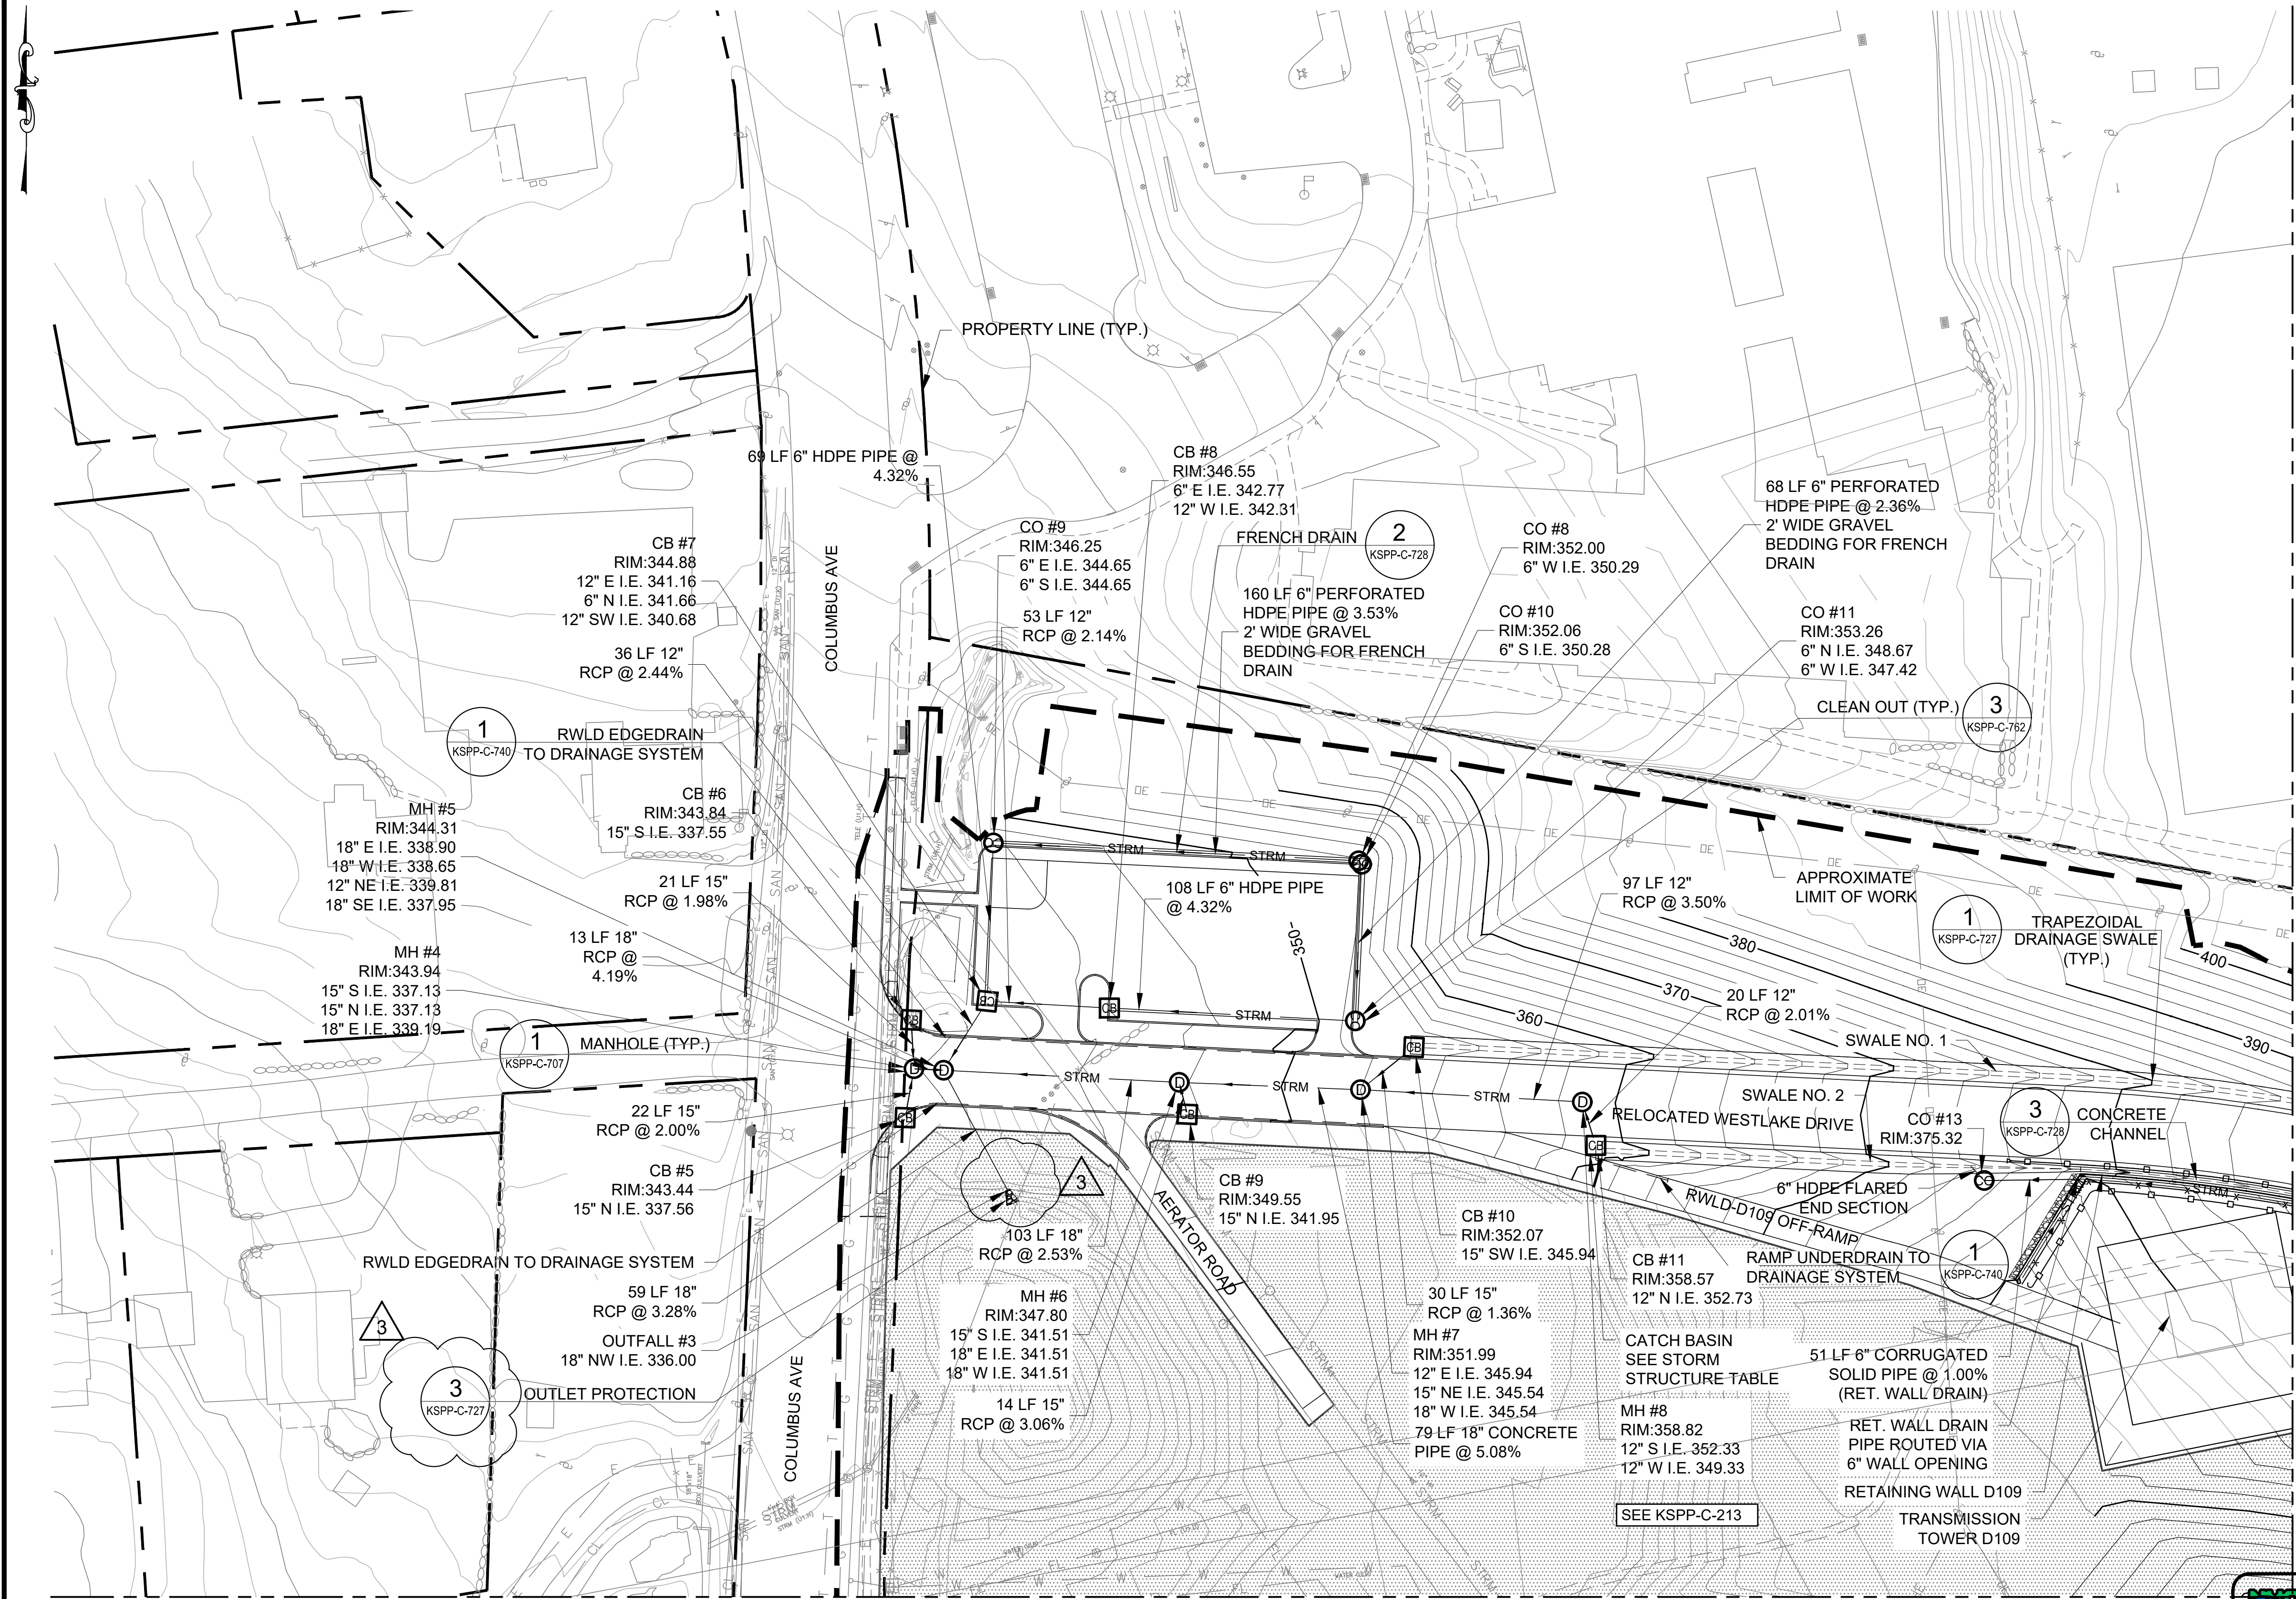 PROPERTY LINE (TYP.)
69 LF 6" HDPE PIPE @
4.32%
CB #8
RIM:346.55
6" E I.E. 342.77
12" W I.E. 342.31
68 LF 6" PERFORATED
HDPE PIPE @ 2.36%
2' WIDE GRAVEL
BEDDING FOR FRENCH
DRAIN
CB #7
RIM:344.88
12" E I.E. 341.16
6" N I.E. 341.66
12" SW I.E. 340.68
COLUMBUS AVE
CO #9
RIM:346.25
6" E I.E. 344.65
6" S I.E. 344.65
FRENCH DRAIN
2
KSPP-C-728
CO #8
RIM:352.00
6" W I.E. 350.29
160 LF 6" PERFORATED
HDPE PIPE @ 3.53%
2' WIDE GRAVEL
BEDDING FOR FRENCH
DRAIN
53 LF 12"
RCP @ 2.14%
CO #10
RIM:352.06
6" S I.E. 350.28
CO #11
RIM:353.26
6" N I.E. 348.67
6" W I.E. 347.42
36 LF 12"
RCP @ 2.44%
CLEAN OUT (TYP.)
3
KSPP-C-762
1
KSPP-C-740
RWLD EDGEDRAIN
TO DRAINAGE SYSTEM
CB #6
RIM:343.84
15" S I.E. 337.55
MH #5
RIM:344.31
18" E I.E. 338.90
18" W I.E. 338.65
12" NE I.E. 339.81
18" SE I.E. 337.95
STRM
STRM
21 LF 15"
RCP @ 1.98%
108 LF 6" HDPE PIPE
@ 4.32%
97 LF 12"
RCP @ 3.50%
APPROXIMATE
LIMIT OF WORK
1
KSPP-C-727
TRAPEZOIDAL
DRAINAGE SWALE
(TYP.)
13 LF 18"
RCP @
4.19%
MH #4
RIM:343.94
15" S I.E. 337.13
15" N I.E. 337.13
18" E I.E. 339.19
350
380
400
370
360
390
20 LF 12"
RCP @ 2.01%
CB
CB
CB
STRM
CB
SWALE NO. 1
1
KSPP-C-707
MANHOLE (TYP.)
D
D
STRM
D
STRM
D
STRM
D
SWALE NO. 2
22 LF 15"
RCP @ 2.00%
CB
CB
CB
RELOCATED WESTLAKE DRIVE
CO #13
RIM:375.32
3
KSPP-C-728
CONCRETE
CHANNEL
CB #5
RIM:343.44
15" N I.E. 337.56
3
AERATOR ROAD
CB #9
RIM:349.55
15" N I.E. 341.95
RWLD-D109 OFF-RAMP
6" HDPE FLARED
END SECTION
STRM
CB #10
RIM:352.07
15" SW I.E. 345.94
103 LF 18"
RCP @ 2.53%
RWLD EDGEDRAIN TO DRAINAGE SYSTEM
CB #11
RIM:358.57
12" N I.E. 352.73
RAMP UNDERDRAIN TO
DRAINAGE SYSTEM
1
KSPP-C-740
59 LF 18"
RCP @ 3.28%
MH #6
RIM:347.80
15" S I.E. 341.51
18" E I.E. 341.51
18" W I.E. 341.51
30 LF 15"
RCP @ 1.36%
MH #7
RIM:351.99
12" E I.E. 345.94
15" NE I.E. 345.54
18" W I.E. 345.54
79 LF 18" CONCRETE
PIPE @ 5.08%
3
OUTFALL #3
18" NW I.E. 336.00
3
KSPP-C-727
OUTLET PROTECTION
COLUMBUS AVE
CATCH BASIN
SEE STORM
STRUCTURE TABLE
51 LF 6" CORRUGATED
SOLID PIPE @ 1.00%
(RET. WALL DRAIN)
14 LF 15"
RCP @ 3.06%
MH #8
RIM:358.82
12" S I.E. 352.33
12" W I.E. 349.33
RET. WALL DRAIN
PIPE ROUTED VIA
6" WALL OPENING
RETAINING WALL D109
SEE KSPP-C-213
TRANSMISSION
TOWER D109